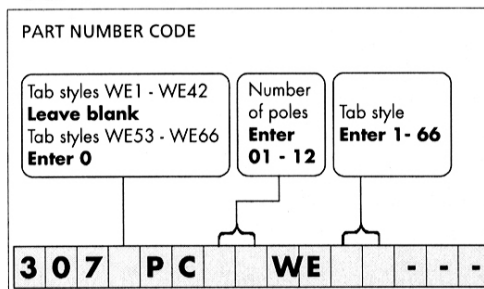 PART NUMBER CODE
Tab styles WE1 - WE42
Leave blank
Tab styles WE53 - WE66
Enter 0
Number
of poles
Enter
01 - 12
Tab style
Enter 1- 66
3 0 7 P C WE - - -